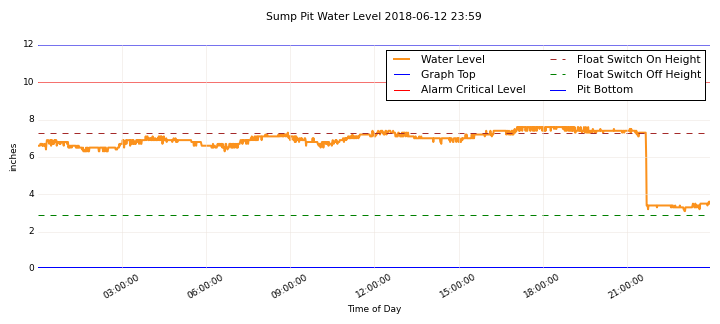 Sump Pit Water Level 2018-06-12 23:59
12
10
8
6
4
2
0
inches
Water Level
Graph Top
Alarm Critical Level
Float Switch On Height
Float Switch Off Height
Pit Bottom
03:00:00
06:00:00
09:00:00
12:00:00
15:00:00
18:00:00
21:00:00
Time of Day